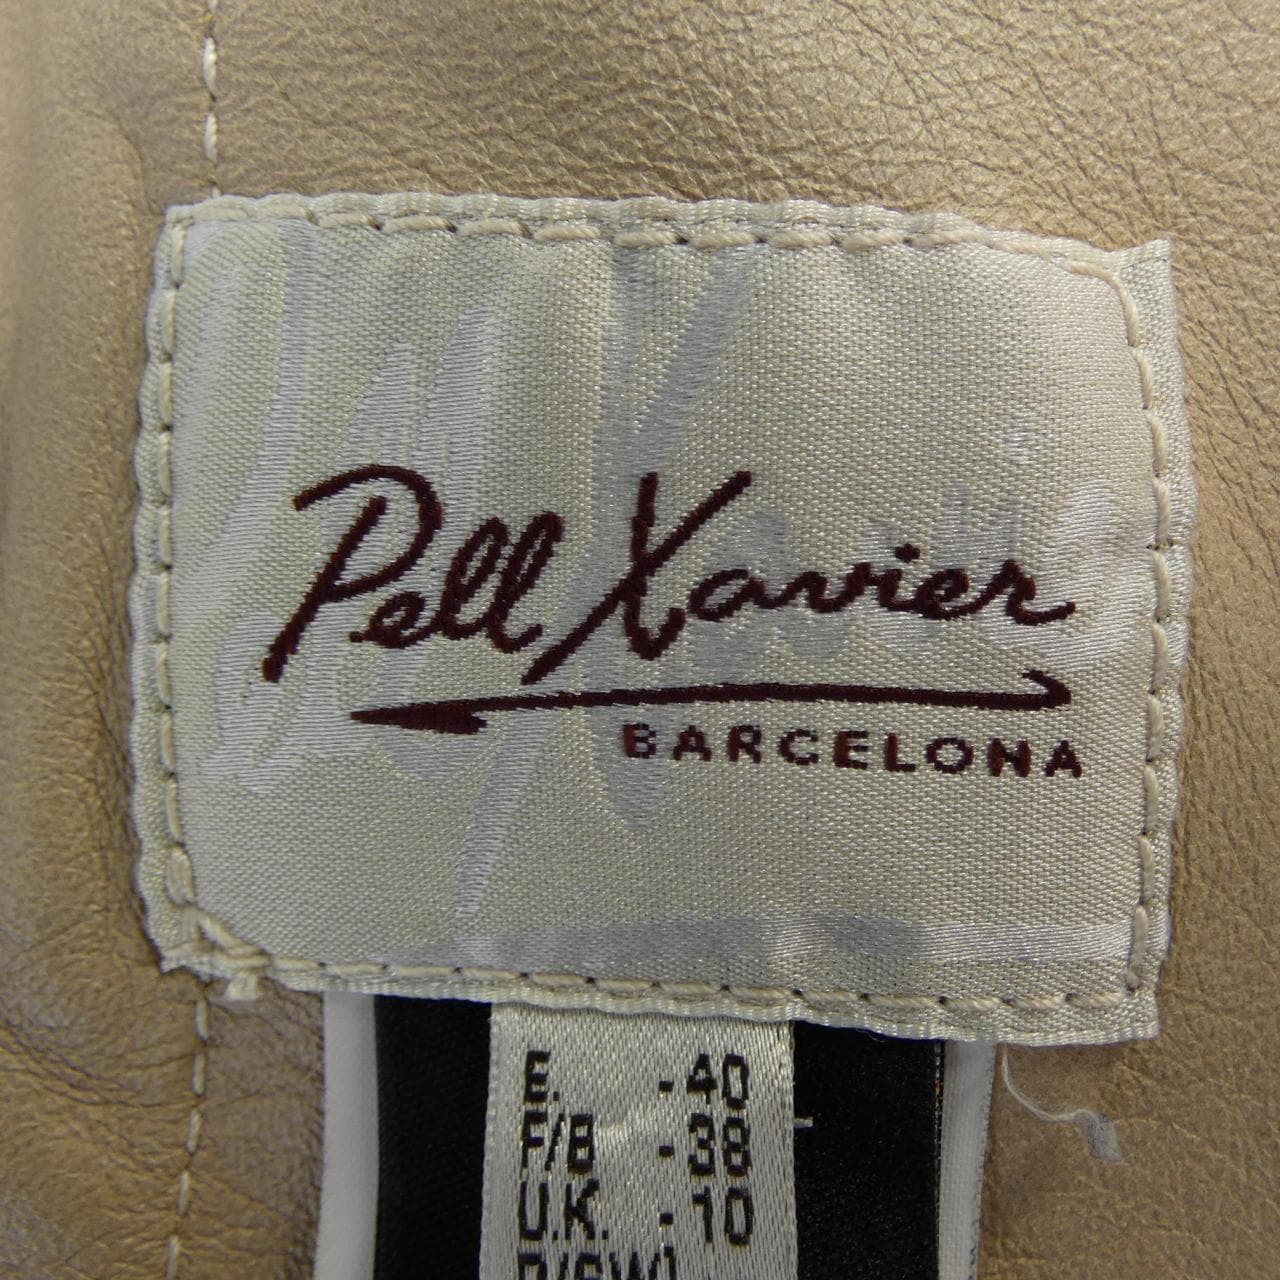 Pell Xavier
BARCELONA
E. - 40
F/B - 38
U.K. - 10